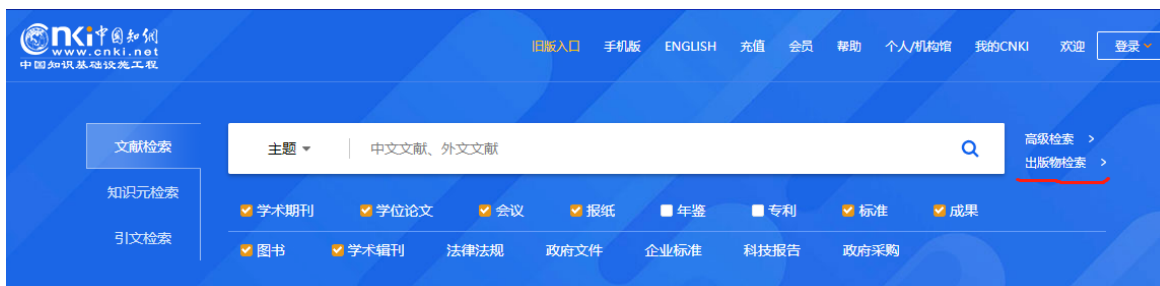 cnki中国知网
www.cnki.net
中国知识基础设施工程
旧版入口 手机版 ENGLISH 充值 会员 帮助 个人/机构馆 我的CNKI 欢迎 登录
文献检索
主题 中文文献、外文文献
高级检索 >
出版物检索 >
知识元检索
学术期刊 学位论文 会议 报纸 年鉴 专利 标准 成果
引文检索
图书 学术辑刊 法律法规 政府文件 企业标准 科技报告 政府采购